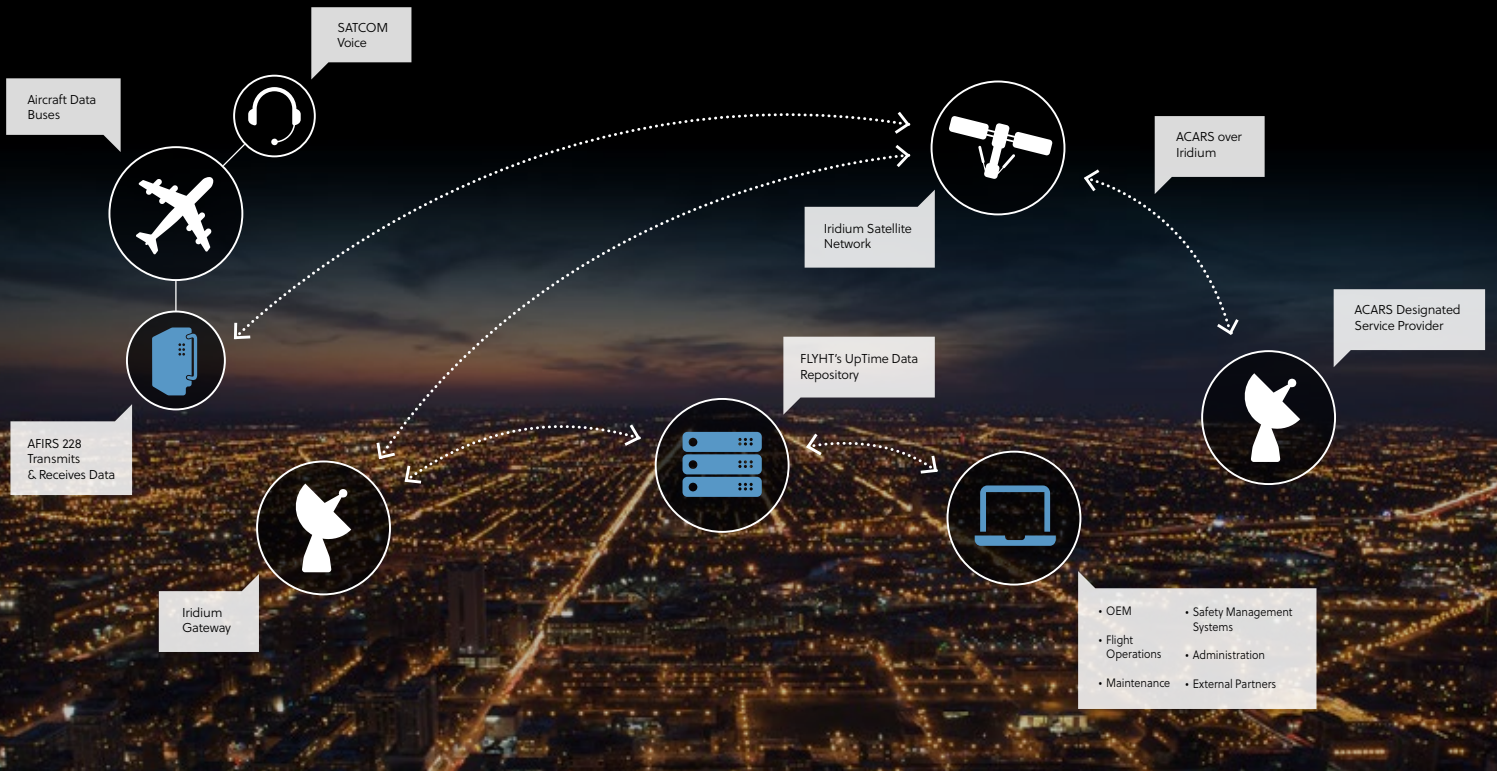 SATCOM
Voice
Aircraft Data
Buses
ACARS over
Iridium
Iridium Satellite
Network
ACARS Designated
Service Provider
FLYHT's UpTime Data
Repository
AFIRS 228
Transmits
& Receives Data
Iridium
Gateway
• OEM
• Flight
Operations
• Maintenance
• Safety Management
Systems
• Administration
• External Partners